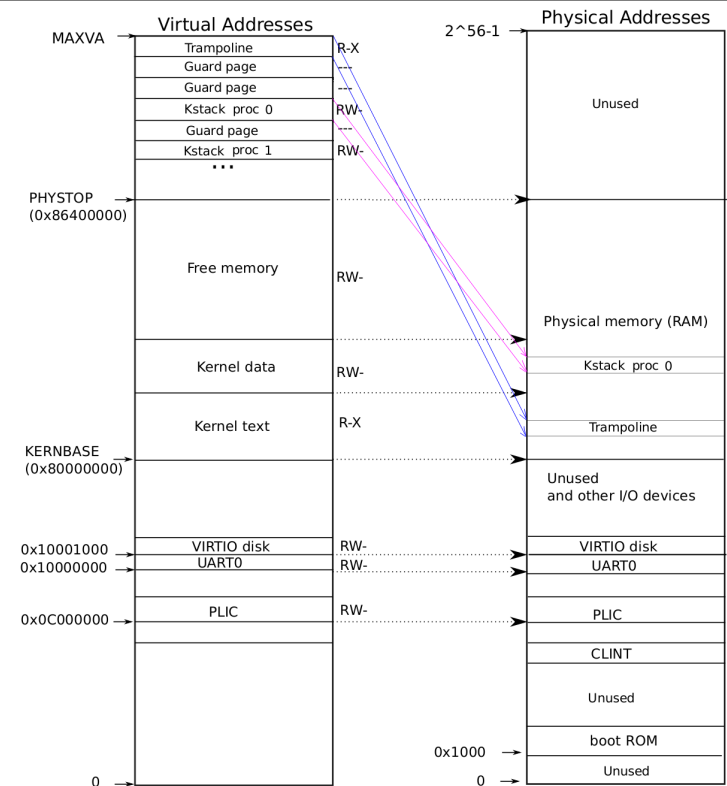 Virtual Addresses
MAXVA
Trampoline
R-X
Guard page
---
Guard page
---
Kstack proc 0
RW-
Guard page
---
Kstack proc 1
RW-
...
PHYSTOP
(0x86400000)
Free memory
RW-
Kernel data
RW-
Kernel text
R-X
KERNBASE
(0x80000000)
0x10001000
VIRTIO disk
RW-
0x10000000
UART0
RW-
0x0C000000
PLIC
RW-
0
Physical Addresses
2^56-1
Unused
Physical memory (RAM)
Kstack proc 0
Trampoline
Unused
and other I/O devices
VIRTIO disk
UART0
PLIC
CLINT
Unused
boot ROM
0x1000
Unused
0